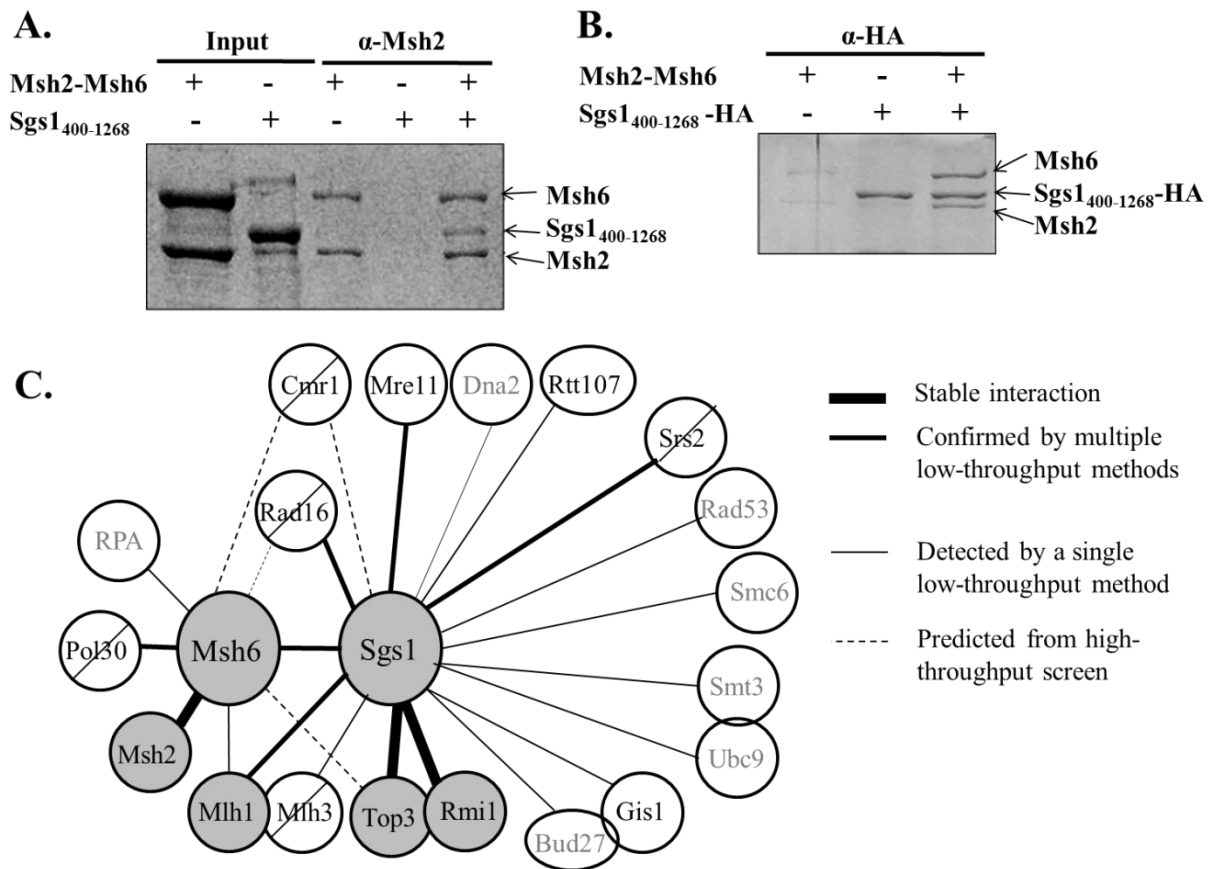 A.
Input
α-Msh2
Msh2-Msh6 + - + - +
Sgs1400-1268 - + - + +
Msh6
Sgs1400-1268
Msh2
B.
α-HA
Msh2-Msh6 + - +
Sgs1400-1268 -HA - + +
Msh6
Sgs1400-1268-HA
Msh2
C.
Cmr1
Mre11
Dna2
Rtt107
Srs2
Rad16
Rad53
RPA
Smc6
Pol30
Msh6
Sgs1
Smt3
Msh2
Ubc9
Mlh1
Mlh3
Top3
Rmi1
Gis1
Bud27
Stable interaction
Confirmed by multiple
low-throughput methods
Detected by a single
low-throughput method
Predicted from high-
throughput screen